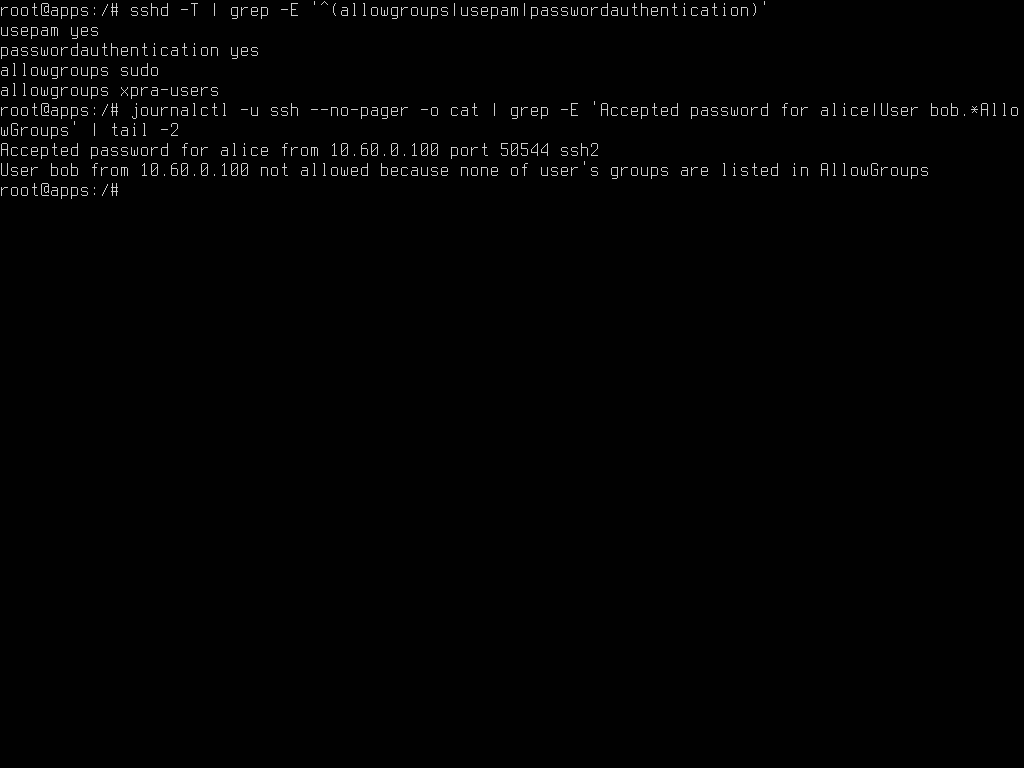 root@apps:/# sshd -T | grep -E '^(allowgroups|usepam|passwordauthentication)'
usepam yes
passwordauthentication yes
allowgroups sudo
allowgroups xpra-users
root@apps:/# journalctl -u ssh --no-pager -o cat | grep -E 'Accepted password for alice|User bob.*Allo
wGroups' | tail -2
Accepted password for alice from 10.60.0.100 port 50544 ssh2
User bob from 10.60.0.100 not allowed because none of user's groups are listed in AllowGroups
root@apps:/#